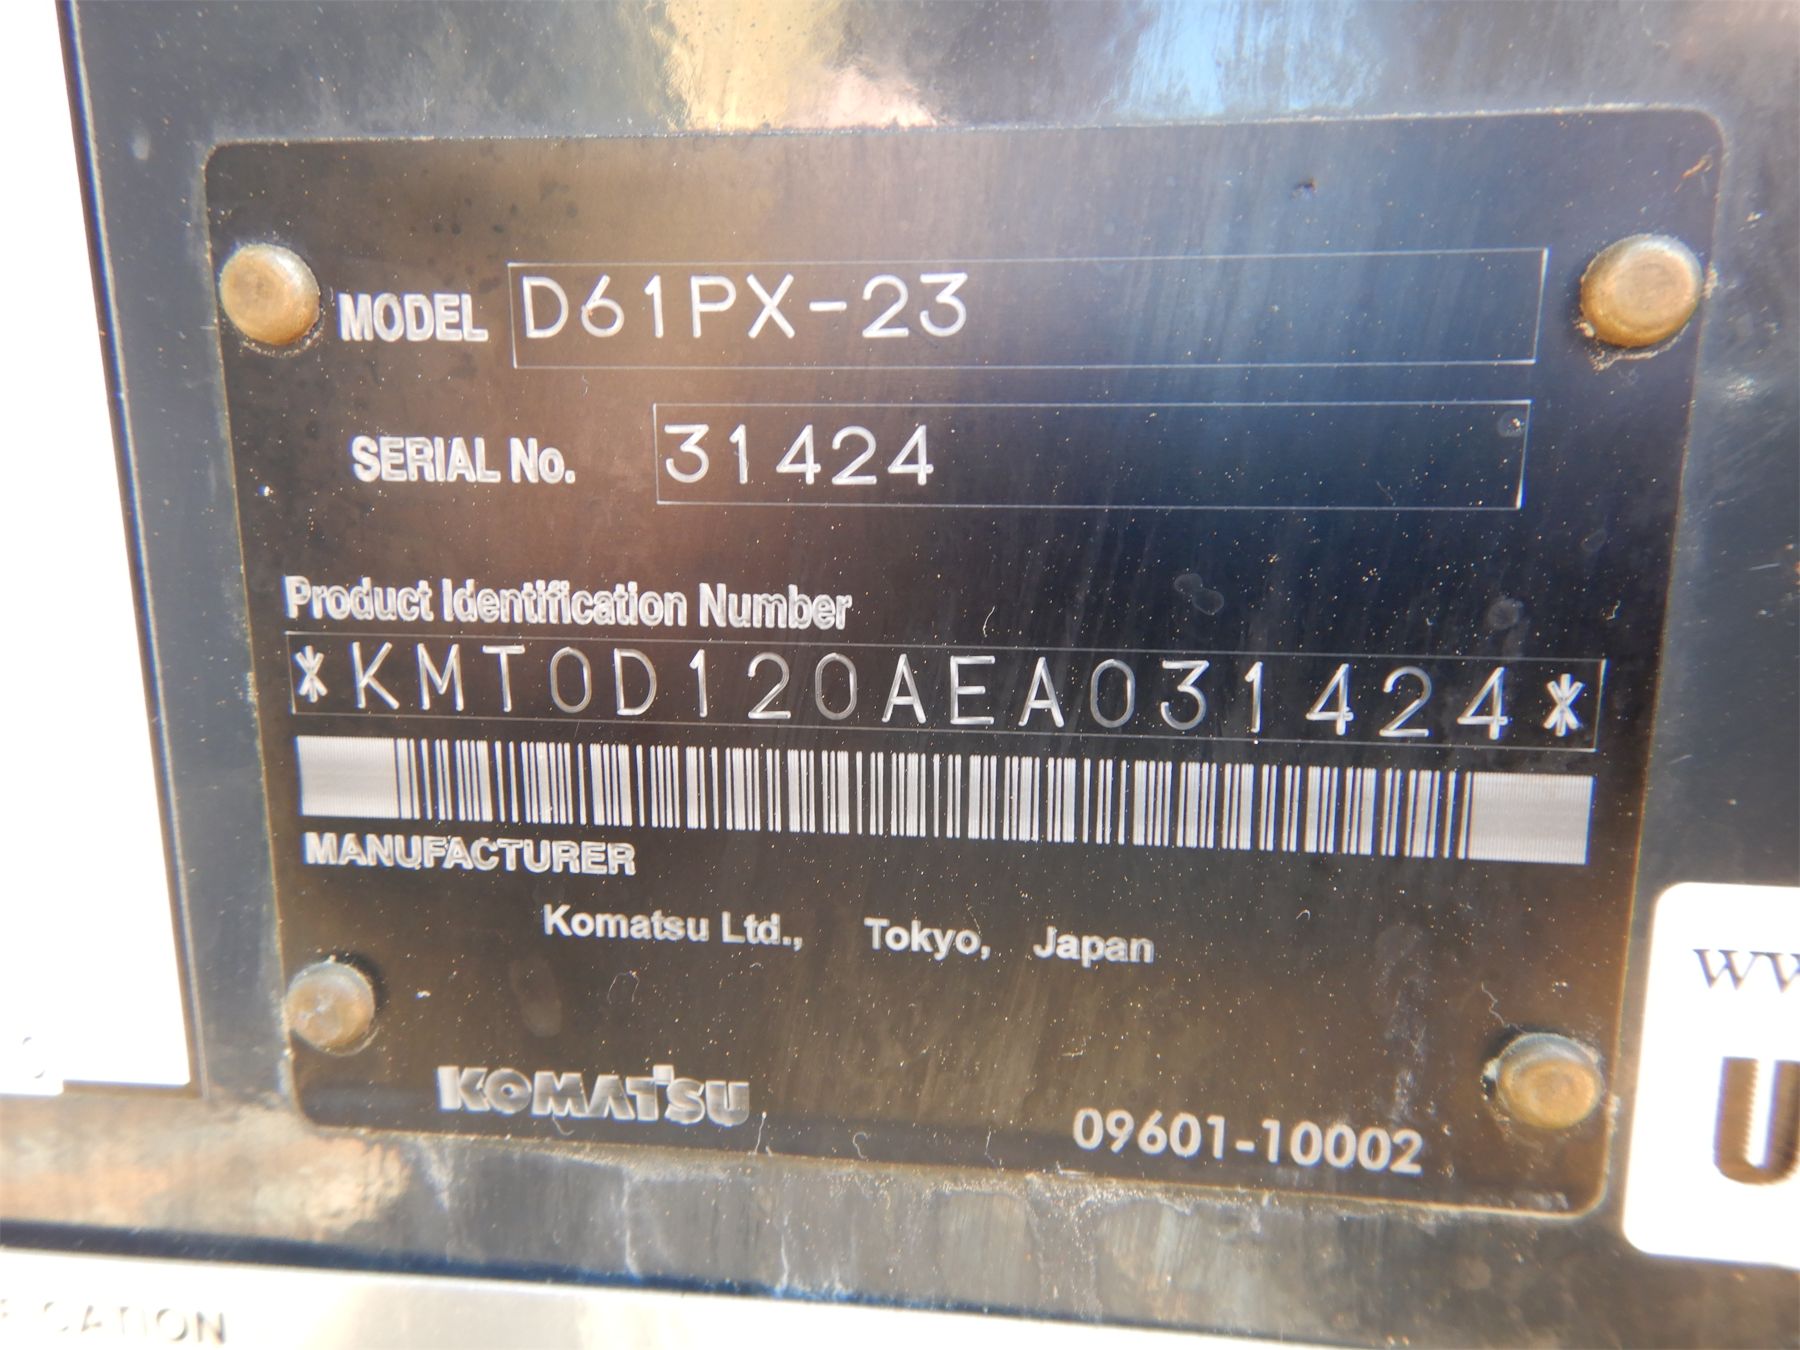 MODEL D61PX-23
SERIAL No. 31424
Product Identification Number
*KMT0D120AEA031424*
MANUFACTURER
Komatsu Ltd., Tokyo, Japan
KOMATSU
09601-10002